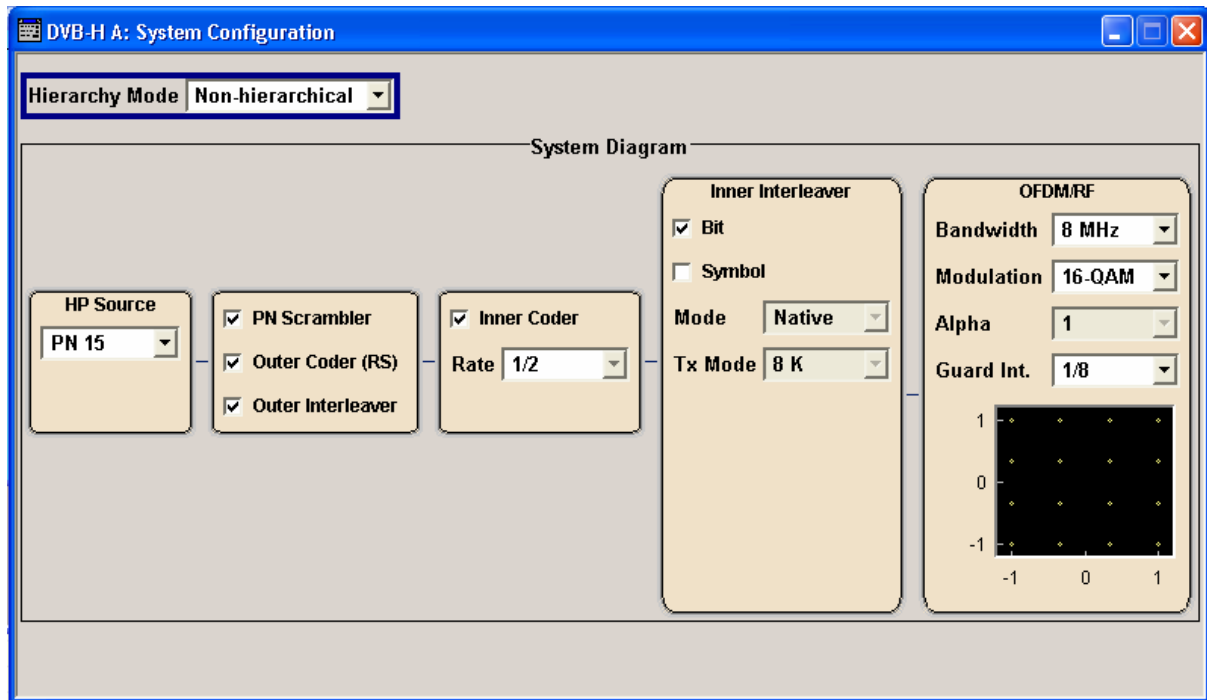 DVB-H A: System Configuration
Hierarchy Mode Non-hierarchical
System Diagram
HP Source
PN 15
PN Scrambler
Outer Coder (RS)
Outer Interleaver
Inner Coder
Rate 1/2
Inner Interleaver
Bit
Symbol
Mode Native
Tx Mode 8 K
OFDM/RF
Bandwidth 8 MHz
Modulation 16-QAM
Alpha 1
Guard Int. 1/8
1
0
-1
-1 0 1